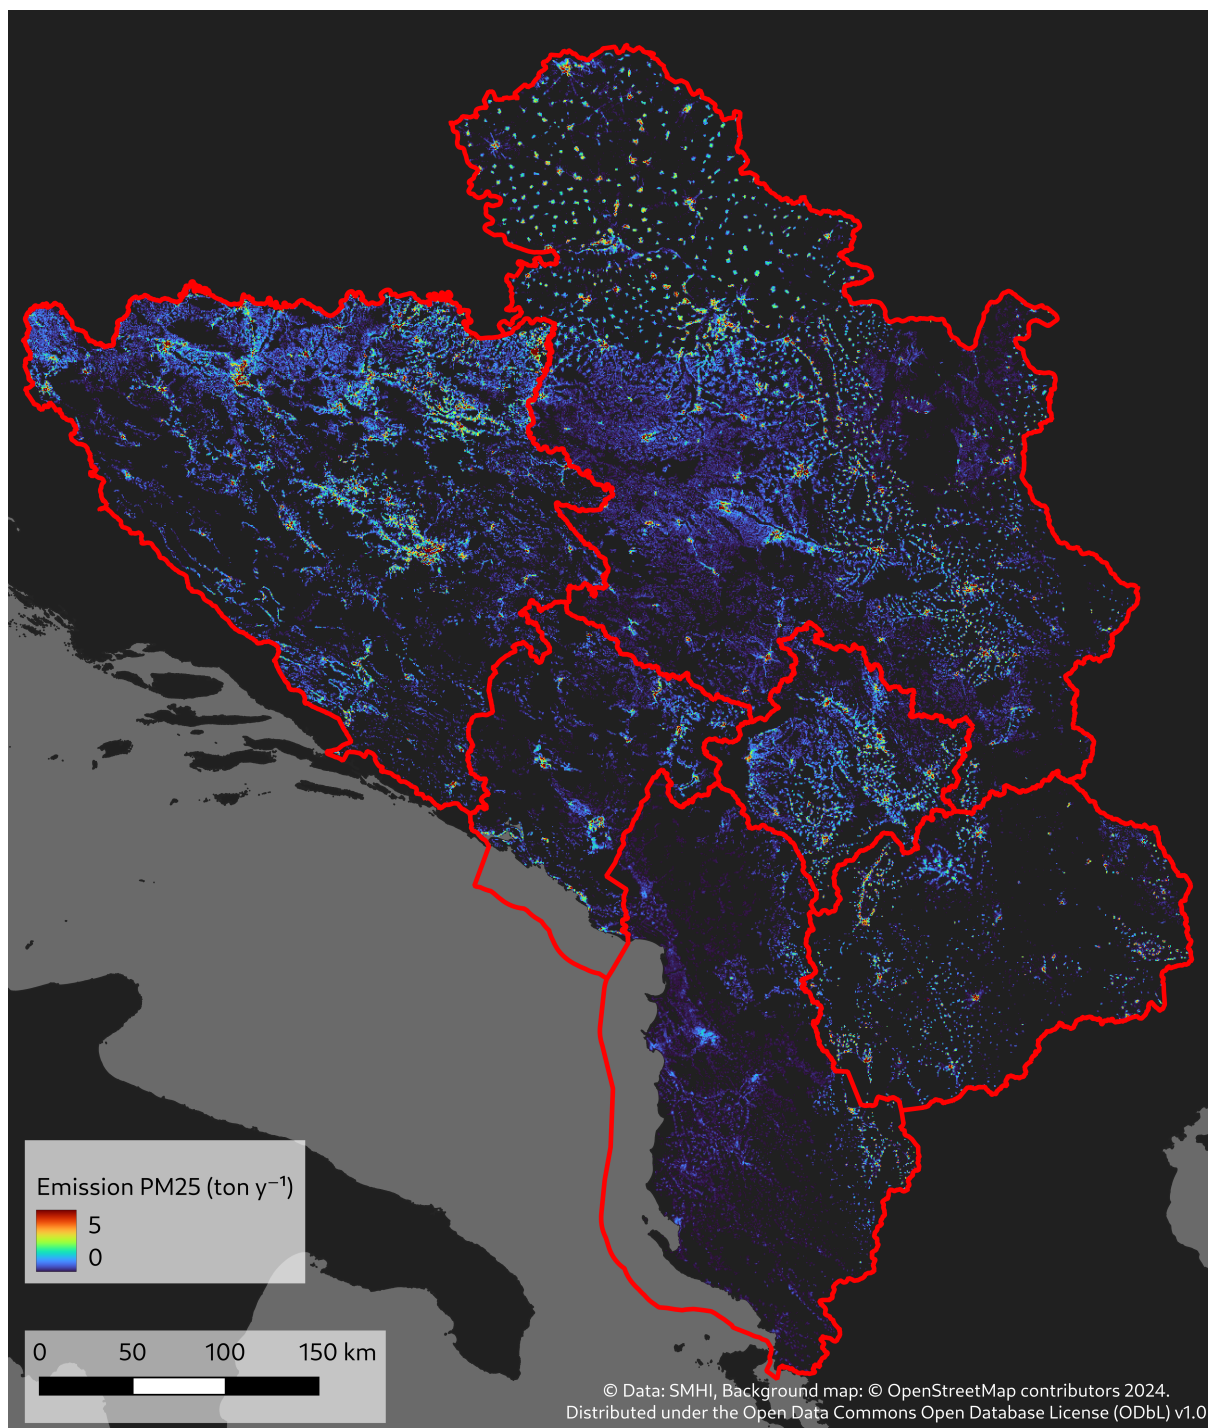 Emission PM25 (ton y⁻¹)
5
0
0 50 100 150 km
© Data: SMHI, Background map: © OpenStreetMap contributors 2024.
Distributed under the Open Data Commons Open Database License (ODbL) v1.0